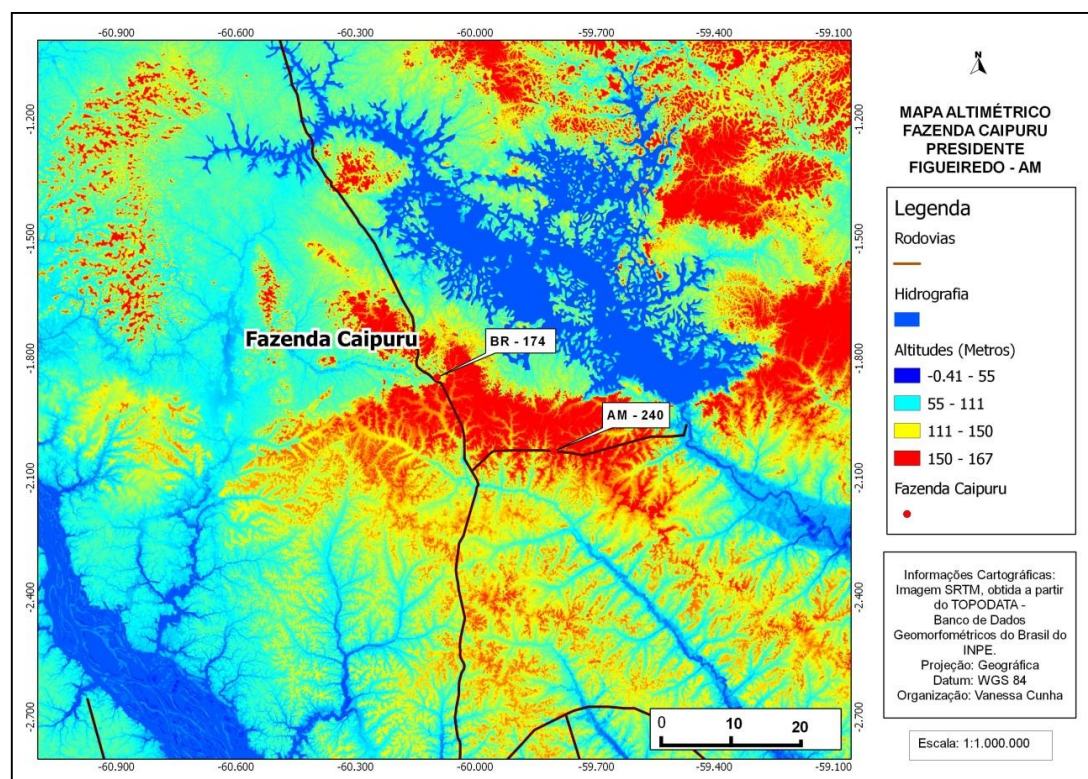 -60.900 -60.600 -60.300 -60.000 -59.700 -59.400 -59.100
-1.200 -1.200
-1.500 -1.500
-1.800 -1.800
-2.100 -2.100
-2.400 -2.400
-2.700 -2.700
Fazenda Caipuru
BR - 174
AM - 240
0 10 20
-60.900 -60.600 -60.300 -60.000 -59.700 -59.400 -59.100
N
MAPA ALTIMÉTRICO
FAZENDA CAIPURU
PRESIDENTE
FIGUEIREDO - AM
Legenda
Rodovias
Hidrografia
Altitudes (Metros)
-0.41 - 55
55 - 111
111 - 150
150 - 167
Fazenda Caipuru
Informações Cartográficas:
Imagem SRTM, obtida a partir
do TOPODATA -
Banco de Dados
Geomorfométricos do Brasil do
INPE.
Projeção: Geográfica
Datum: WGS 84
Organização: Vanessa Cunha
Escala: 1:1.000.000